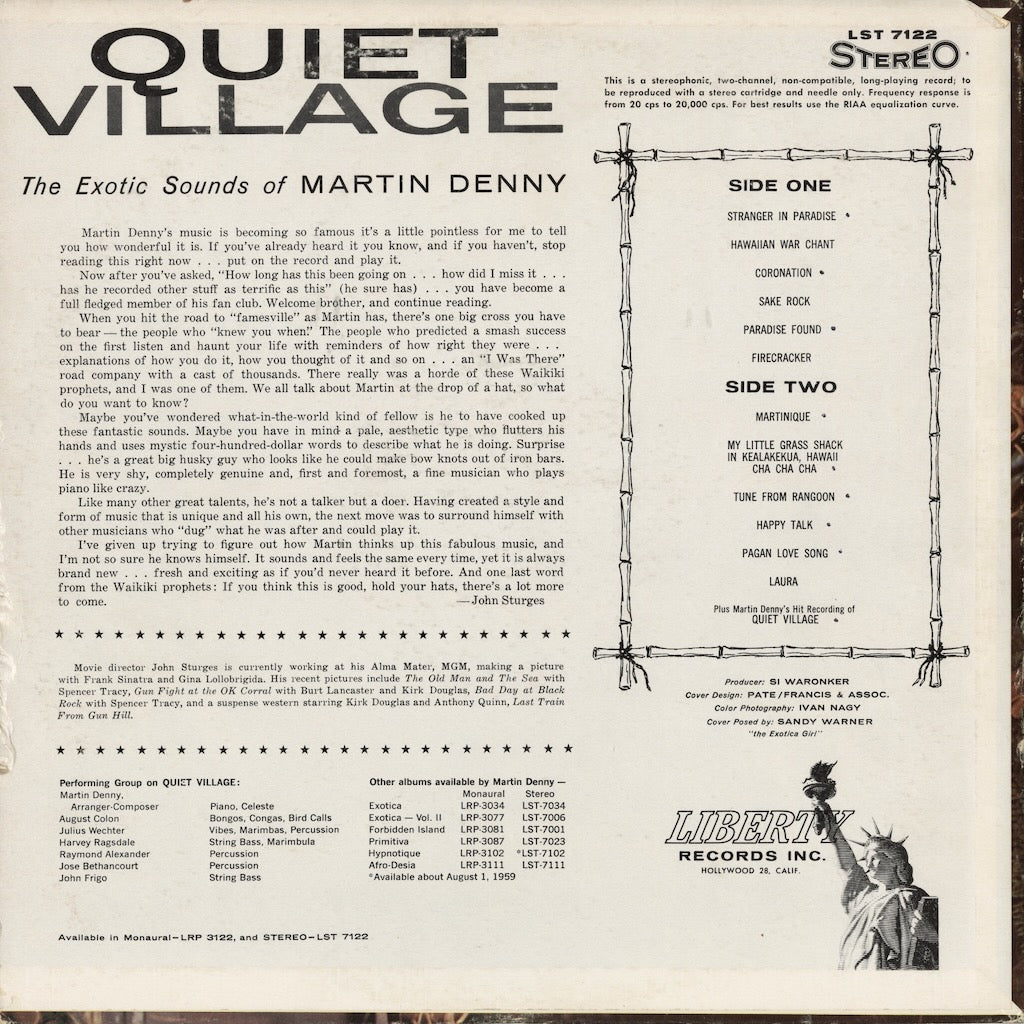 QUIET
VILLAGE
The Exotic Sounds of MARTIN DENNY
Martin Denny's music is becoming so famous it's a little pointless for me to tell
you how wonderful it is. If you've already heard it you know, and if you haven't, stop
reading this right now . . . put on the record and play it.
Now after you've asked, "How long has this been going on . . . how did I miss it . . .
has he recorded other stuff as terrific as this" (he sure has) . . . you have become a
full fledged member of his fan club. Welcome brother, and continue reading.
When you hit the road to "famesville" as Martin has, there's one big cross you have
to bear — the people who "knew you when." The people who predicted a smash success
on the first listen and haunt your life with reminders of how right they were . . .
explanations of how you do it, how you thought of it and so on . . . an "I Was There"
road company with a cast of thousands. There really was a horde of these Waikiki
prophets, and I was one of them. We all talk about Martin at the drop of a hat, so what
do you want to know?
Maybe you've wondered what-in-the-world kind of fellow is he to have cooked up
these fantastic sounds. Maybe you have in mind a pale, aesthetic type who flutters his
hands and uses mystic four-hundred-dollar words to describe what he is doing. Surprise
. . . he's a great big husky guy who looks like he could make bow knots out of iron bars.
He is very shy, completely genuine and, first and foremost, a fine musician who plays
piano like crazy.
Like many other great talents, he's not a talker but a doer. Having created a style and
form of music that is unique and all his own, the next move was to surround himself with
other musicians who "dug" what he was after and could play it.
I've given up trying to figure out how Martin thinks up this fabulous music, and
I'm not so sure he knows himself. It sounds and feels the same every time, yet it is always
brand new . . . fresh and exciting as if you'd never heard it before. And one last word
from the Waikiki prophets: If you think this is good, hold your hats, there's a lot more
to come. —John Sturges
Movie director John Sturges is currently working at his Alma Mater, MGM, making a picture
with Frank Sinatra and Gina Lollobrigida. His recent pictures include The Old Man and The Sea with
Spencer Tracy, Gun Fight at the OK Corral with Burt Lancaster and Kirk Douglas, Bad Day at Black
Rock with Spencer Tracy, and a suspense western starring Kirk Douglas and Anthony Quinn, Last Train
From Gun Hill.
Performing Group on QUIET VILLAGE:
Martin Denny,
Arranger-Composer Piano, Celeste
August Colon Bongos, Congas, Bird Calls
Julius Wechter Vibes, Marimbas, Percussion
Harvey Ragsdale String Bass, Marimbula
Raymond Alexander Percussion
Jose Bethancourt Percussion
John Frigo String Bass
Other albums available by Martin Denny —
Monaural Stereo
Exotica LRP-3034 LST-7034
Exotica — Vol. II LRP-3077 LST-7006
Forbidden Island LRP-3081 LST-7001
Primitiva LRP-3087 LST-7023
Hypnotique LRP-3102 *LST-7102
Afro-Desia LRP-3111 LST-7111
*Available about August 1, 1959
Available in Monaural—LRP 3122, and STEREO—LST 7122
LST 7122
STEREO
This is a stereophonic, two-channel, non-compatible, long-playing record; to
be reproduced with a stereo cartridge and needle only. Frequency response is
from 20 cps to 20,000 cps. For best results use the RIAA equalization curve.
SIDE ONE
STRANGER IN PARADISE
HAWAIIAN WAR CHANT
CORONATION
SAKE ROCK
PARADISE FOUND
FIRECRACKER
SIDE TWO
MARTINIQUE
MY LITTLE GRASS SHACK
IN KEALAKEKUA, HAWAII
CHA CHA CHA
TUNE FROM RANGOON
HAPPY TALK
PAGAN LOVE SONG
LAURA
Plus Martin Denny's Hit Recording of
QUIET VILLAGE
Producer: SI WARONKER
Cover Design: PATE/FRANCIS & ASSOC.
Color Photography: IVAN NAGY
Cover Posed by: SANDY WARNER
"the Exotica Girl"
LIBERTY
RECORDS INC.
HOLLYWOOD 28, CALIF.